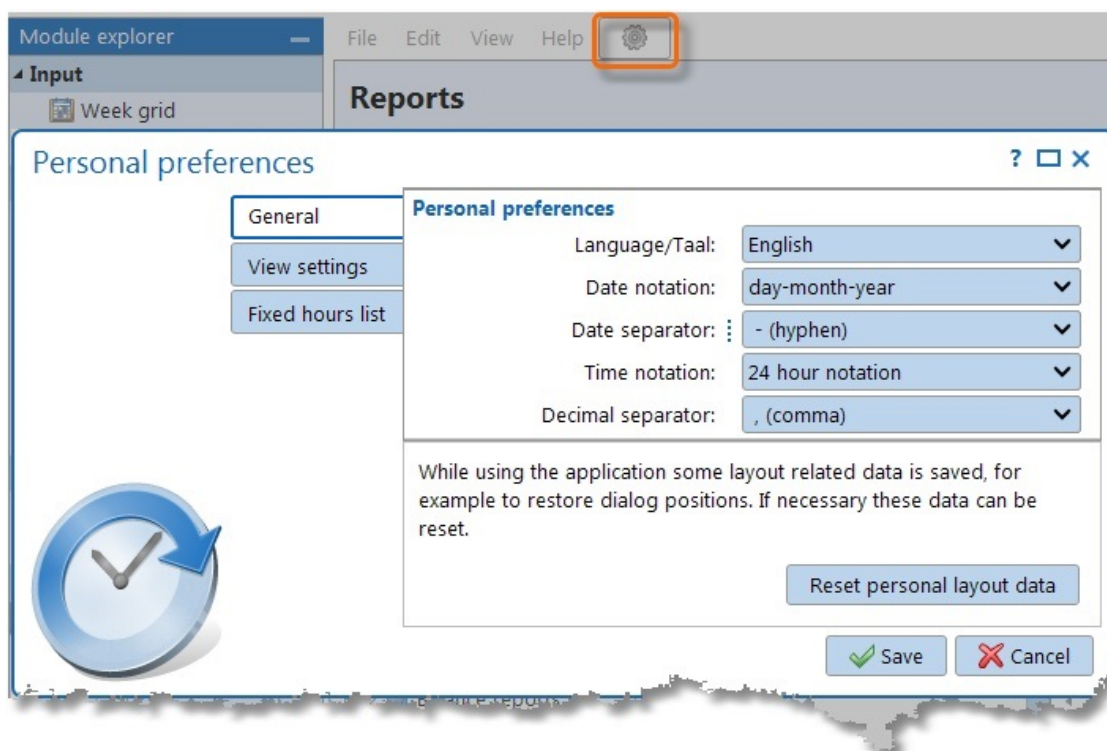 Module explorer
File Edit View Help
Input
Week grid
Reports
Personal preferences
?
General
View settings
Fixed hours list
Personal preferences
Language/Taal: English
Date notation: day-month-year
Date separator: - (hyphen)
Time notation: 24 hour notation
Decimal separator: , (comma)
While using the application some layout related data is saved, for
example to restore dialog positions. If necessary these data can be
reset.
Reset personal layout data
Save Cancel
reports